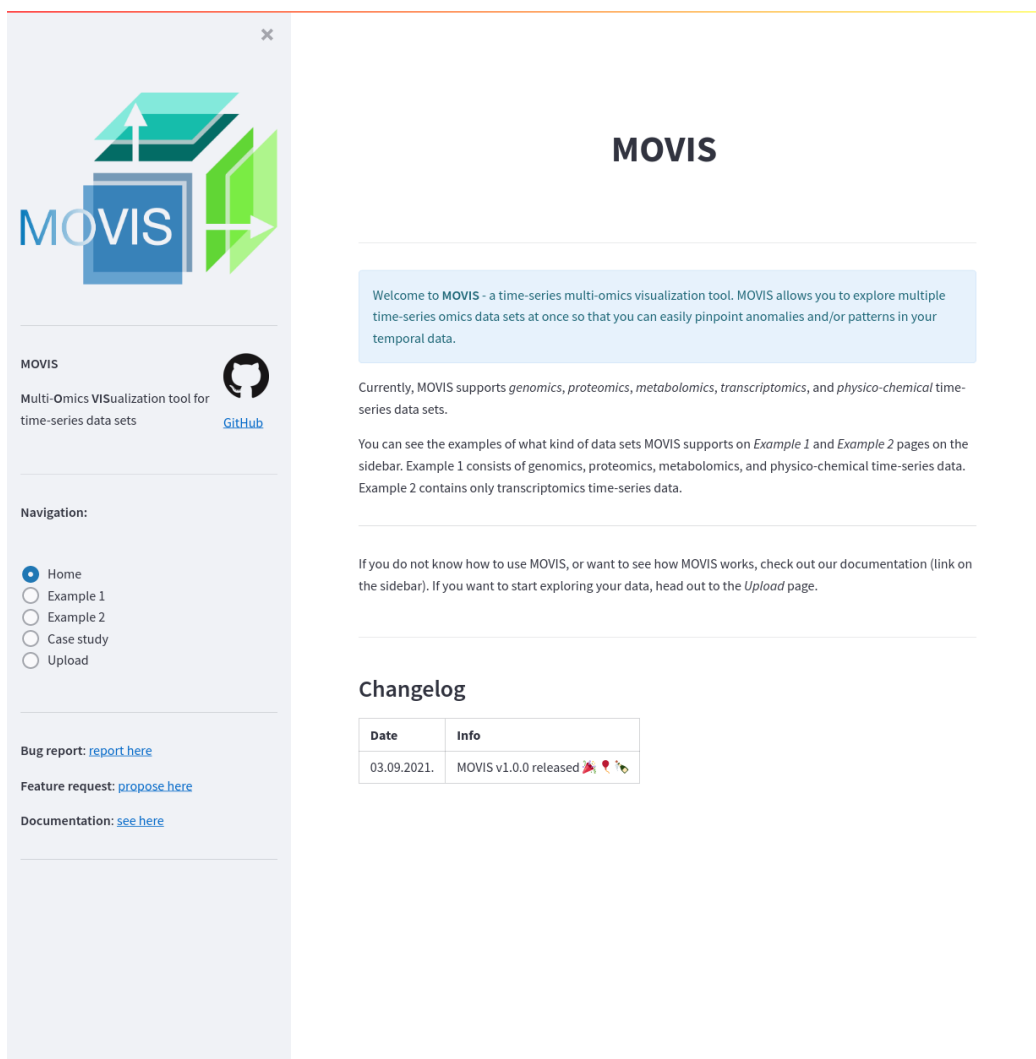 MOVIS
MOVIS
Multi-Omics VISualization tool for
time-series data sets
GitHub
Navigation:
Home
Example 1
Example 2
Case study
Upload
Bug report: report here
Feature request: propose here
Documentation: see here
MOVIS
Welcome to MOVIS - a time-series multi-omics visualization tool. MOVIS allows you to explore multiple
time-series omics data sets at once so that you can easily pinpoint anomalies and/or patterns in your
temporal data.
Currently, MOVIS supports genomics, proteomics, metabolomics, transcriptomics, and physico-chemical time-
series data sets.
You can see the examples of what kind of data sets MOVIS supports on Example 1 and Example 2 pages on the
sidebar. Example 1 consists of genomics, proteomics, metabolomics, and physico-chemical time-series data.
Example 2 contains only transcriptomics time-series data.
If you do not know how to use MOVIS, or want to see how MOVIS works, check out our documentation (link on
the sidebar). If you want to start exploring your data, head out to the Upload page.
Changelog
Date Info
03.09.2021. MOVIS v1.0.0 released 🎉 🎈 🍾